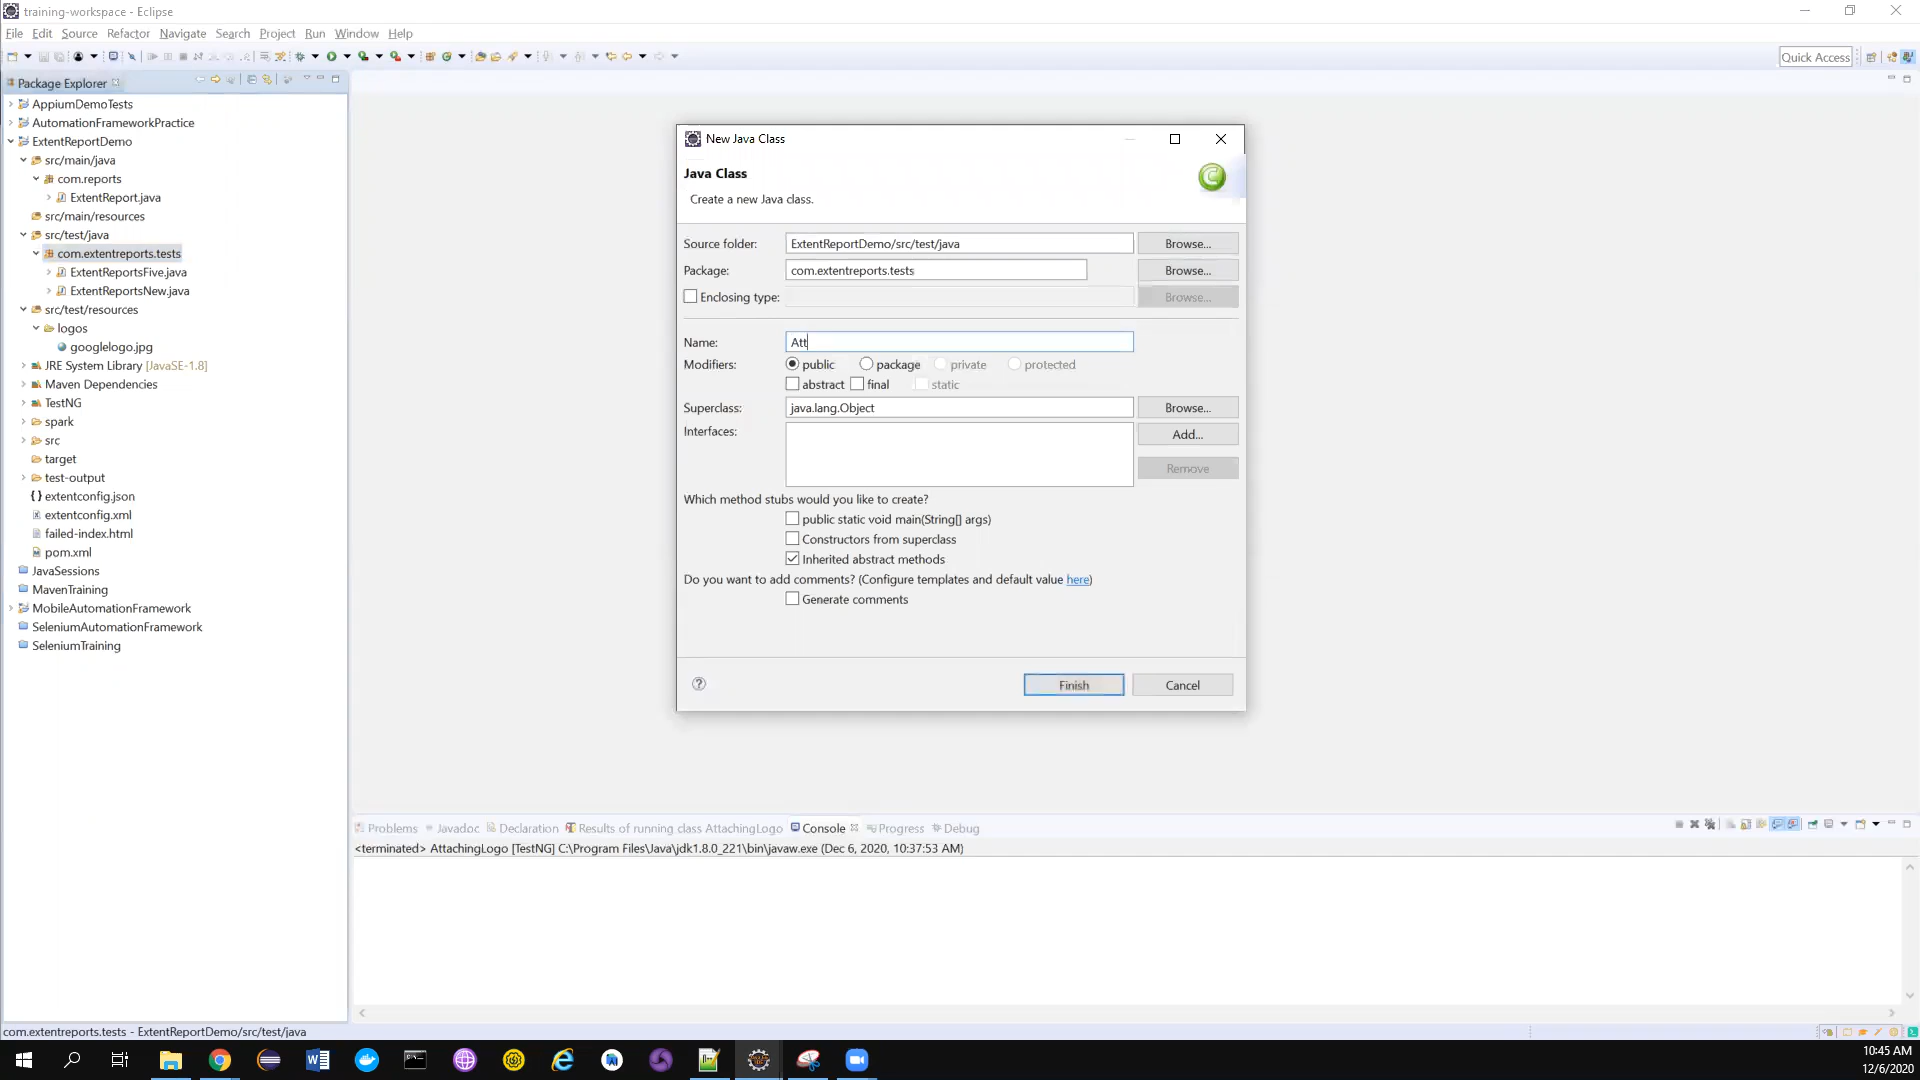 training-workspace - Eclipse
File Edit Source Refactor Navigate Search Project Run Window Help
Quick Access
Package Explorer
AppiumDemoTests
AutomationFrameworkPractice
ExtentReportDemo
src/main/java
com.reports
ExtentReport.java
src/main/resources
src/test/java
com.extentreports.tests
ExtentReportsFive.java
ExtentReportsNew.java
src/test/resources
logos
googlelogo.jpg
JRE System Library [JavaSE-1.8]
Maven Dependencies
TestNG
spark
src
target
test-output
extentconfig.json
extentconfig.xml
failed-index.html
pom.xml
JavaSessions
MavenTraining
MobileAutomationFramework
SeleniumAutomationFramework
SeleniumTraining
New Java Class
Java Class
Create a new Java class.
Source folder: ExtentReportDemo/src/test/java Browse...
Package: com.extentreports.tests Browse...
Enclosing type: Browse...
Name: Att
Modifiers: public package private protected
abstract final static
Superclass: java.lang.Object Browse...
Interfaces: Add...
Remove
Which method stubs would you like to create?
public static void main(String[] args)
Constructors from superclass
Inherited abstract methods
Do you want to add comments? (Configure templates and default value here)
Generate comments
Finish Cancel
Problems Javadoc Declaration Results of running class AttachingLogo Console Progress Debug
<terminated> AttachingLogo [TestNG] C:\Program Files\Java\jdk1.8.0_221\bin\javaw.exe (Dec 6, 2020, 10:37:53 AM)
com.extentreports.tests - ExtentReportDemo/src/test/java
10:45 AM
12/6/2020